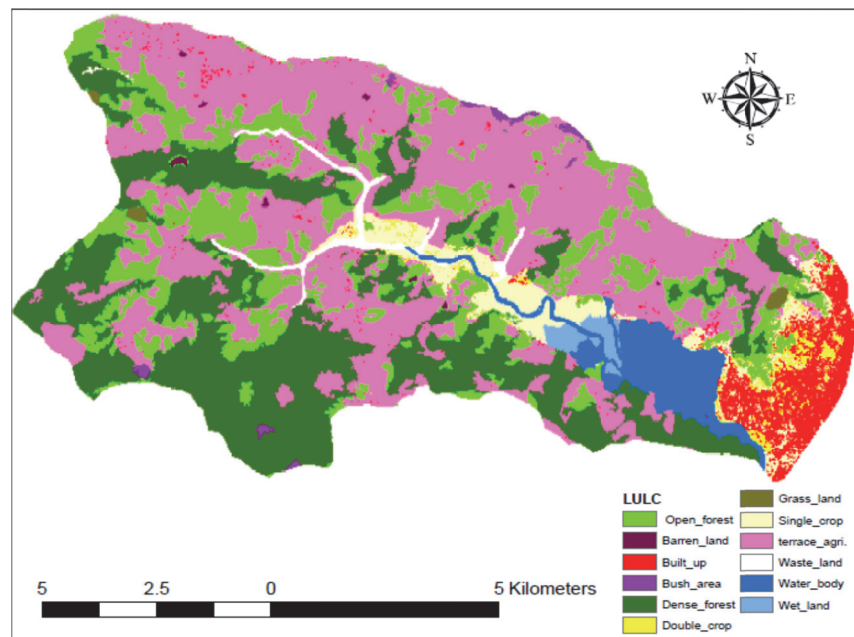 N
W E
S
LULC
Open_forest
Barren_land
Built_up
Bush_area
Dense_forest
Double_crop
Grass_land
Single_crop
terrace_agri.
Waste_land
Water_body
Wet_land
5 2.5 0 5 Kilometers